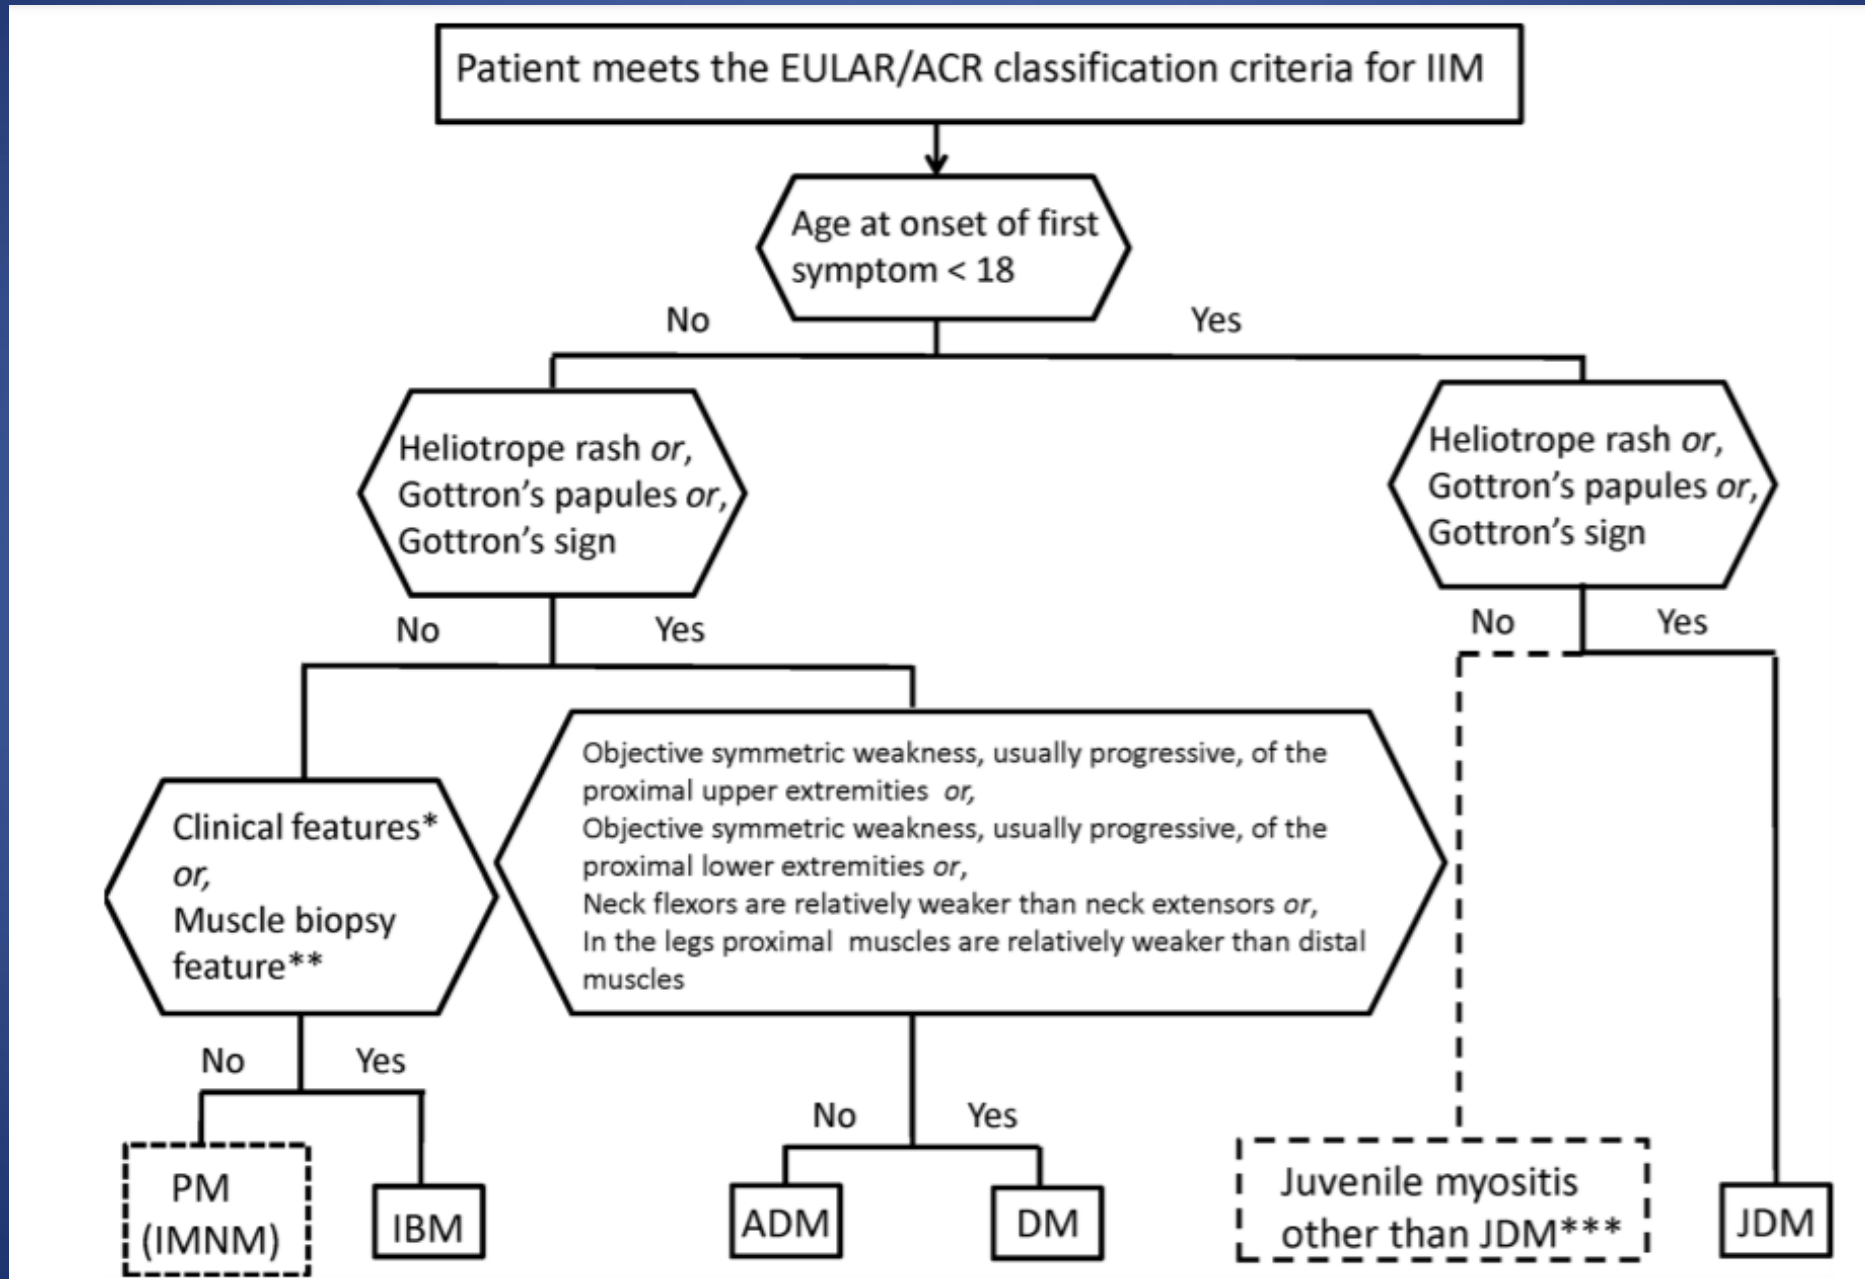 Patient meets the EULAR/ACR classification criteria for IIM
Age at onset of first
symptom < 18
No
Yes
Heliotrope rash or,
Gottron's papules or,
Gottron's sign
Heliotrope rash or,
Gottron's papules or,
Gottron's sign
No
Yes
No
Yes
Clinical features*
or,
Muscle biopsy
feature**
Objective symmetric weakness, usually progressive, of the
proximal upper extremities or,
Objective symmetric weakness, usually progressive, of the
proximal lower extremities or,
Neck flexors are relatively weaker than neck extensors or,
In the legs proximal muscles are relatively weaker than distal
muscles
No
Yes
No
Yes
PM
(IMNM)
IBM
ADM
DM
Juvenile myositis
other than JDM***
JDM